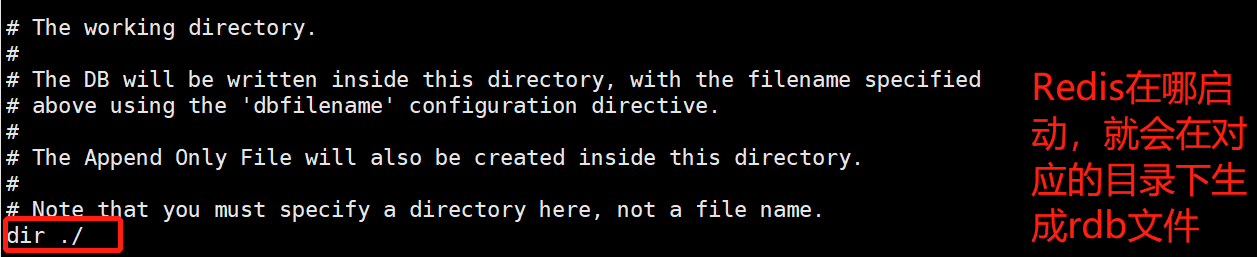 # The working directory.
#
# The DB will be written inside this directory, with the filename specified
# above using the 'dbfilename' configuration directive.
#
# The Append Only File will also be created inside this directory.
#
# Note that you must specify a directory here, not a file name.
dir ./
Redis在哪启
动，就会在对
应的目录下生
成rdb文件